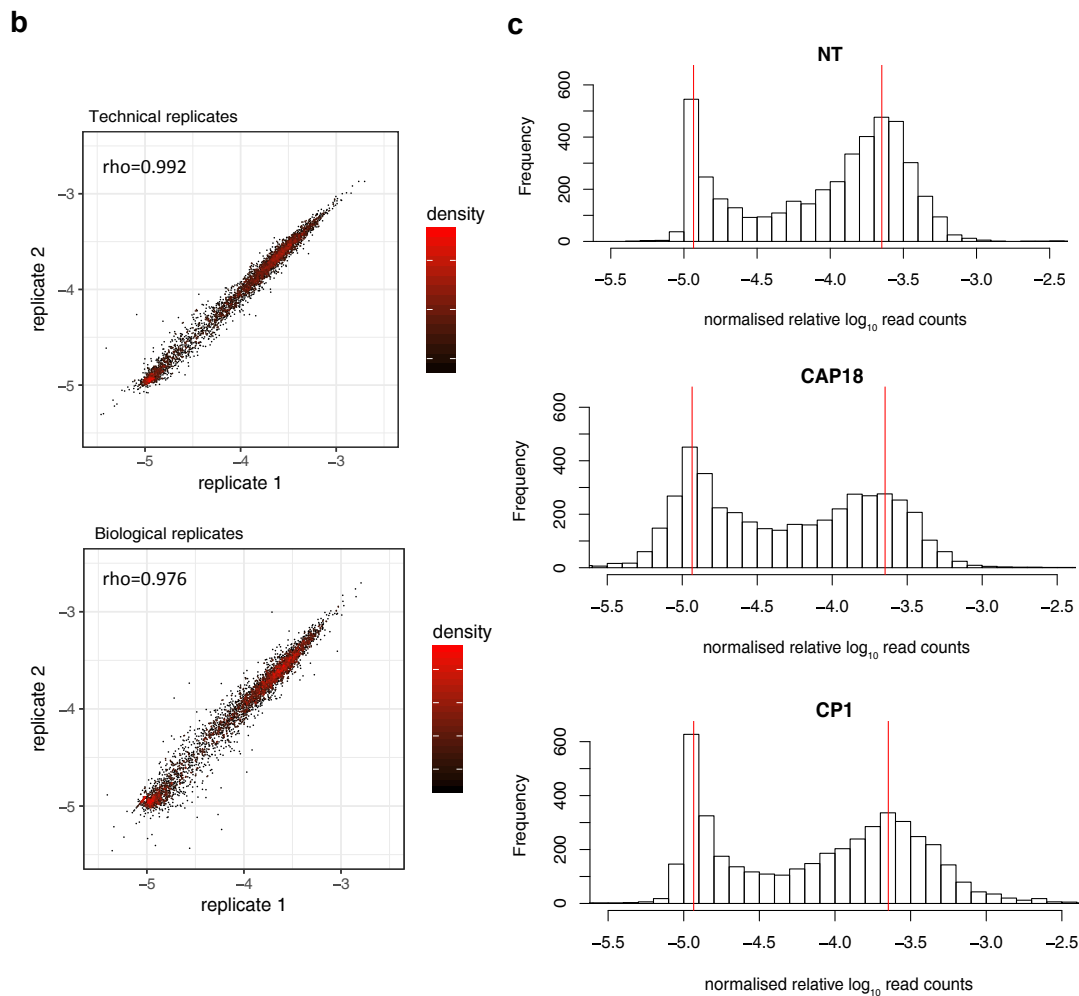 b
Technical replicates
rho=0.992
−3
−4
−5
−5 −4 −3
replicate 1
replicate 2
density
Biological replicates
rho=0.976
−3
−4
−5
−5 −4 −3
replicate 1
replicate 2
density
c
NT
Frequency
0 200 400 600
−5.5 −5.0 −4.5 −4.0 −3.5 −3.0 −2.5
normalised relative log₁₀ read counts
CAP18
Frequency
0 200 400 600
−5.5 −5.0 −4.5 −4.0 −3.5 −3.0 −2.5
normalised relative log₁₀ read counts
CP1
Frequency
0 200 400 600
−5.5 −5.0 −4.5 −4.0 −3.5 −3.0 −2.5
normalised relative log₁₀ read counts